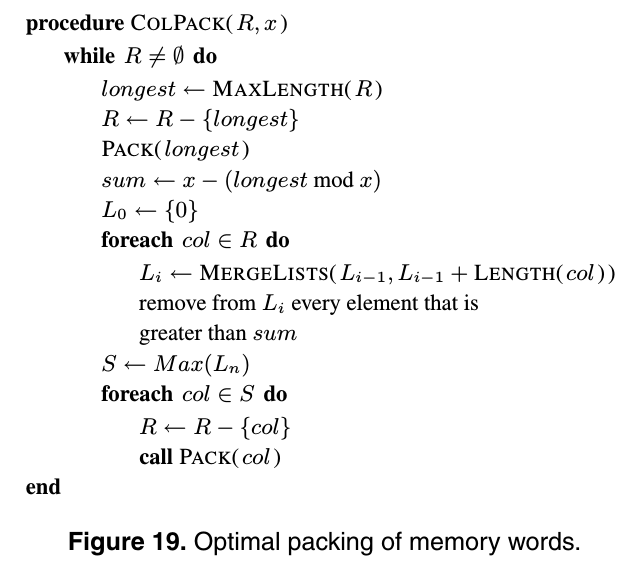 procedure COLPACK(R, x)
while R ≠ ∅ do
longest ← MAXLENGTH(R)
R ← R − {longest}
PACK(longest)
sum ← x − (longest mod x)
L₀ ← {0}
foreach col ∈ R do
Lᵢ ← MERGELISTS(Lᵢ₋₁, Lᵢ₋₁ + LENGTH(col))
remove from Lᵢ every element that is
greater than sum
S ← Max(Lₙ)
foreach col ∈ S do
R ← R − {col}
call PACK(col)
end
Figure 19. Optimal packing of memory words.